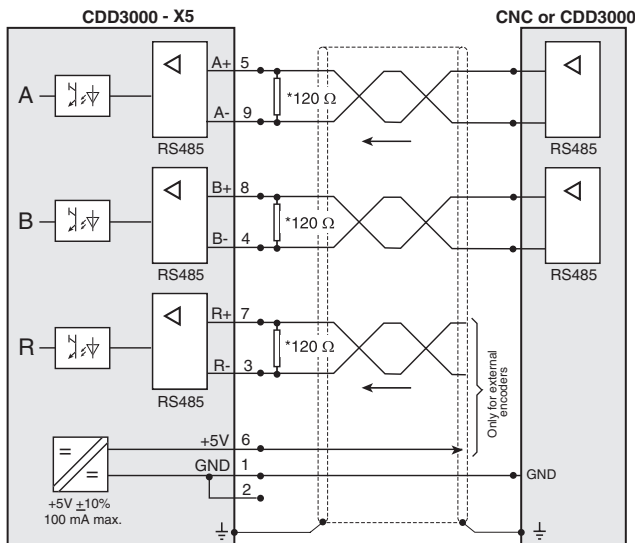 CDD3000 - X5
CNC or CDD3000
A
A+ 5
*120 Ω
A- 9
RS485
RS485
B
B+ 8
*120 Ω
B- 4
RS485
RS485
R
R+ 7
*120 Ω
R- 3
RS485
Only for external
encoders
+5V 6
GND 1
GND
2
+5V ±10%
100 mA max.